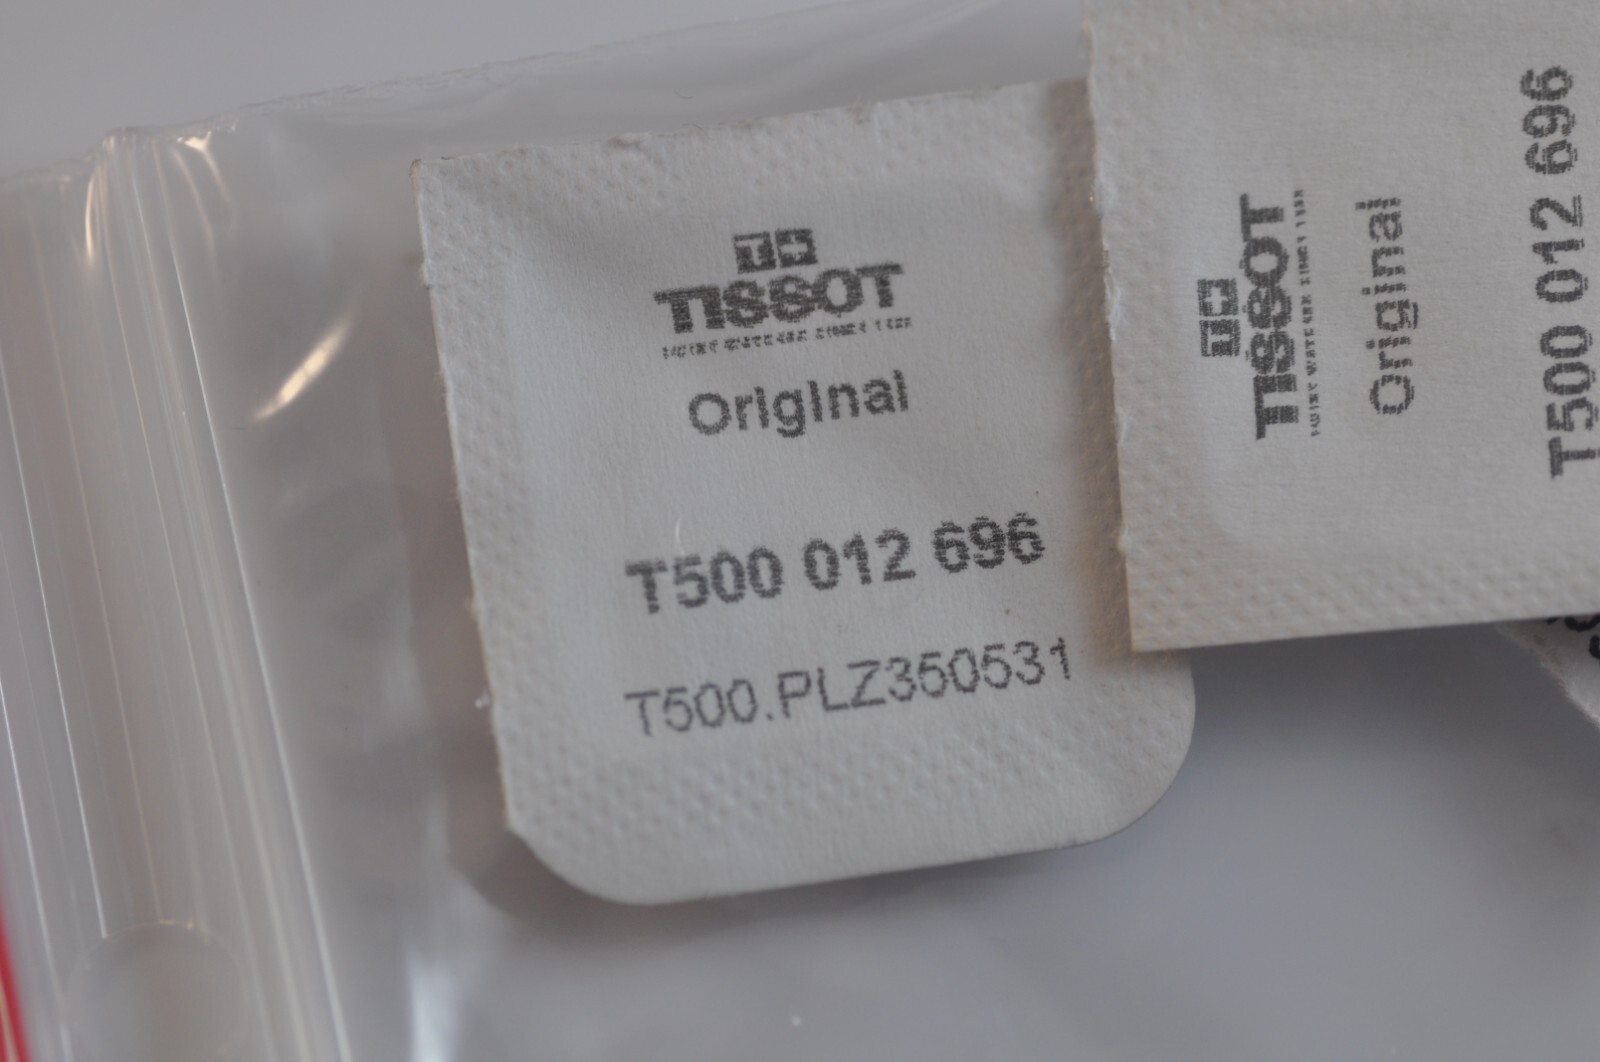 T+
TISSOT
Original
T500 012 696
T500.PLZ350531
T+
TISSOT
Original
T500 012 696